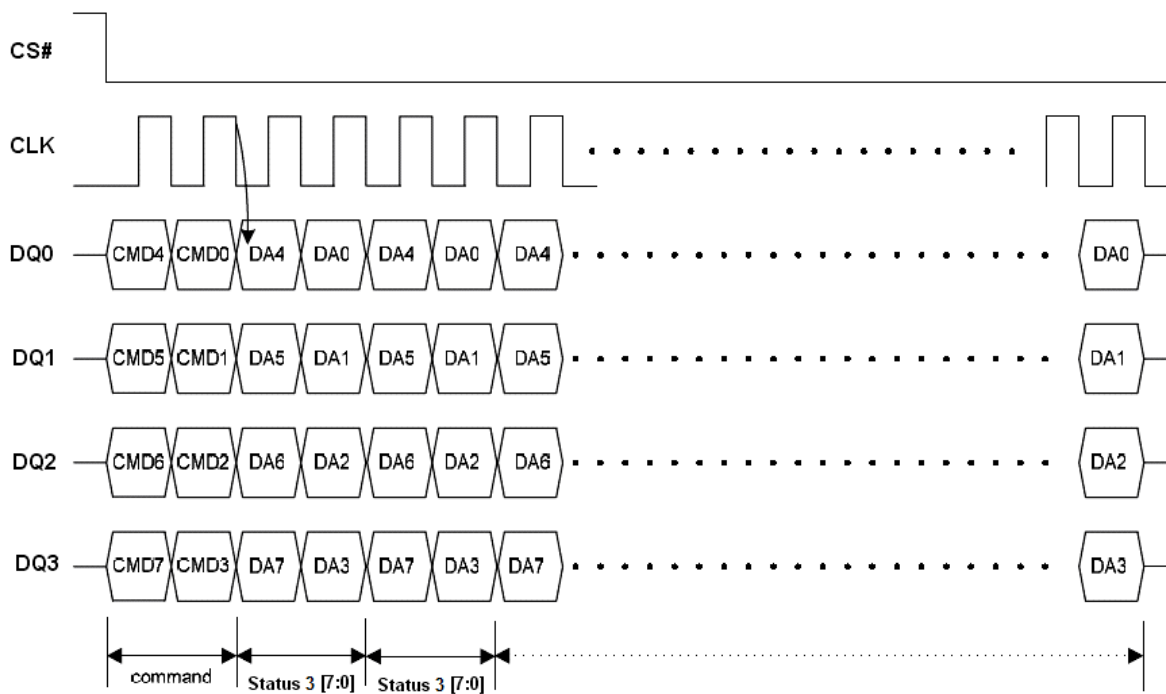 CS#
CLK
DQ0 CMD4 CMD0 DA4 DA0 DA4 DA0 DA4 DA0
DQ1 CMD5 CMD1 DA5 DA1 DA5 DA1 DA5 DA1
DQ2 CMD6 CMD2 DA6 DA2 DA6 DA2 DA6 DA2
DQ3 CMD7 CMD3 DA7 DA3 DA7 DA3 DA7 DA3
command Status 3 [7:0] Status 3 [7:0]